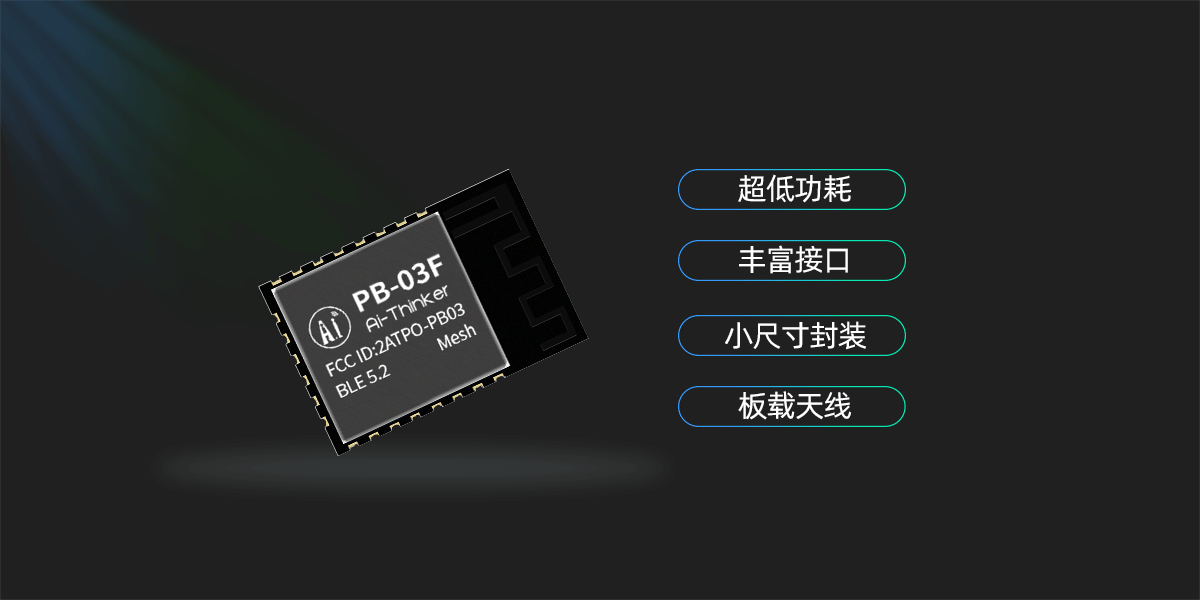 Ai
PB-03F
Ai-Thinker
FCC ID:2ATPO-PB03
Mesh
BLE 5.2
超低功耗
丰富接口
小尺寸封装
板载天线